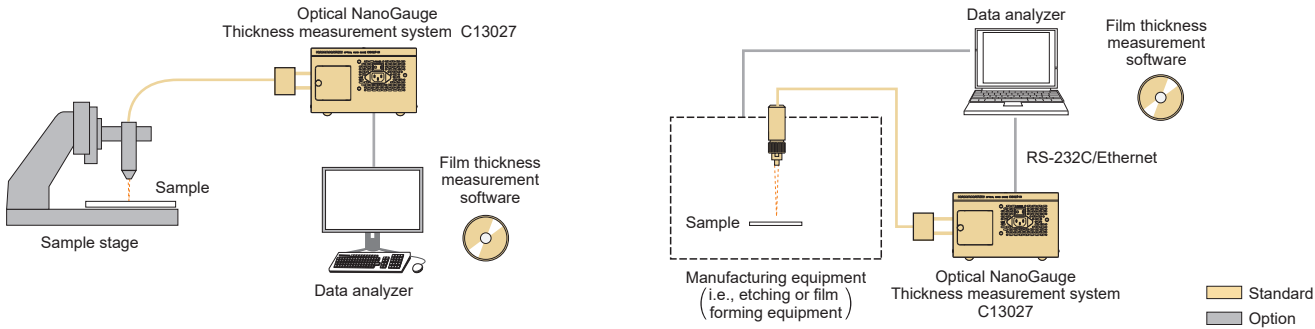 Optical NanoGauge
Thickness measurement system C13027
Sample
Sample stage
Film thickness
measurement
software
Data analyzer
Data analyzer
Film thickness
measurement
software
RS-232C/Ethernet
Sample
Manufacturing equipment
(i.e., etching or film
forming equipment)
Optical NanoGauge
Thickness measurement system
C13027
Standard
Option